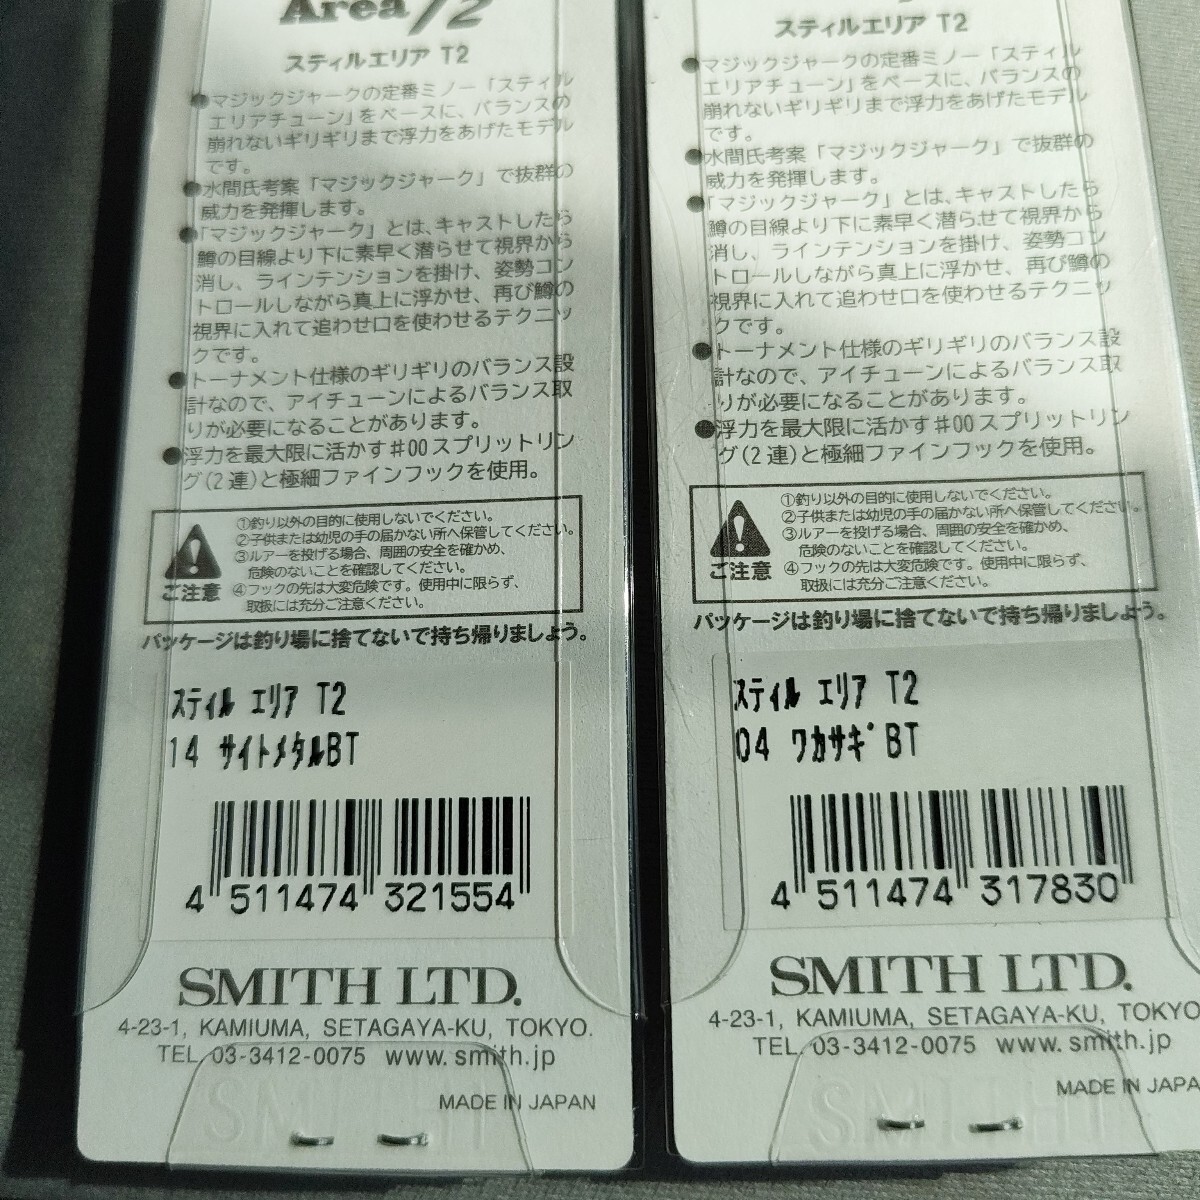 Area T2
スティルエリア T2
●マジックジャークの定番ミノー「スティル
エリアチューン」をベースに、バランスの
崩れないギリギリまで浮力をあげたモデル
です。
●水間氏考案「マジックジャーク」で抜群の
威力を発揮します。
●「マジックジャーク」とは、キャストしたら
鱒の目線より下に素早く潜らせて視界から
消し、ラインテンションを掛け、姿勢コン
トロールしながら真上に浮かせ、再び鱒の
視界に入れて追わせ口を使わせるテクニッ
クです。
●トーナメント仕様のギリギリのバランス設
計なので、アイチューンによるバランス取
りが必要になることがあります。
●浮力を最大限に活かす#00スプリットリン
グ(2連)と極細ファインフックを使用。
ご注意
①釣り以外の目的に使用しないでください。
②子供または幼児の手の届かない所へ保管してください。
③ルアーを投げる場合、周囲の安全を確かめ、
危険のないことを確認してください。
④フックの先は大変危険です。使用中に限らず、
取扱には充分ご注意ください。
パッケージは釣り場に捨てないで持ち帰りましょう。
ｽﾃｨﾙ ｴﾘｱ T2
14 ｻｲﾄﾒﾀﾙBT
4 511474 321554
SMITH LTD.
4-23-1, KAMIUMA, SETAGAYA-KU, TOKYO.
TEL. 03-3412-0075 www.smith.jp
MADE IN JAPAN
スティルエリア T2
●マジックジャークの定番ミノー「スティル
エリアチューン」をベースに、バランスの
崩れないギリギリまで浮力をあげたモデル
です。
●水間氏考案「マジックジャーク」で抜群の
威力を発揮します。
●「マジックジャーク」とは、キャストしたら
鱒の目線より下に素早く潜らせて視界から
消し、ラインテンションを掛け、姿勢コン
トロールしながら真上に浮かせ、再び鱒の
視界に入れて追わせ口を使わせるテクニッ
クです。
●トーナメント仕様のギリギリのバランス設
計なので、アイチューンによるバランス取
りが必要になることがあります。
●浮力を最大限に活かす#00スプリットリン
グ(2連)と極細ファインフックを使用。
ご注意
①釣り以外の目的に使用しないでください。
②子供または幼児の手の届かない所へ保管してください。
③ルアーを投げる場合、周囲の安全を確かめ、
危険のないことを確認してください。
④フックの先は大変危険です。使用中に限らず、
取扱には充分ご注意ください。
パッケージは釣り場に捨てないで持ち帰りましょう。
ｽﾃｨﾙ ｴﾘｱ T2
04 ﾜｶｻｷﾞBT
4 511474 317830
SMITH LTD.
4-23-1, KAMIUMA, SETAGAYA-KU, TOKYO
TEL. 03-3412-0075 www.smith.jp
MADE IN JAPA